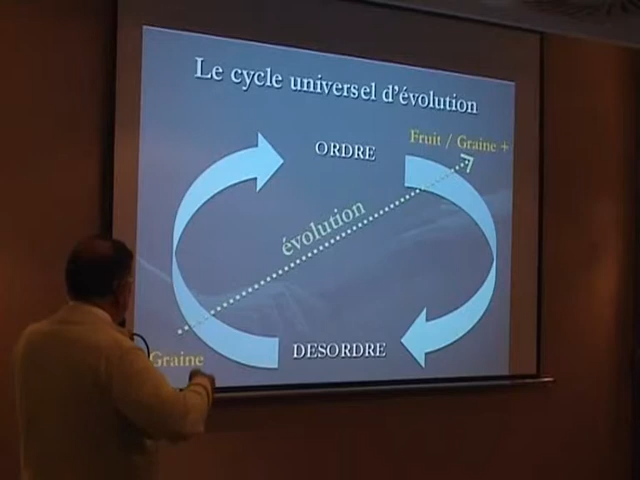 Le cycle universel d'évolution
Fruit / Graine +
ORDRE
évolution
DESORDRE
Graine